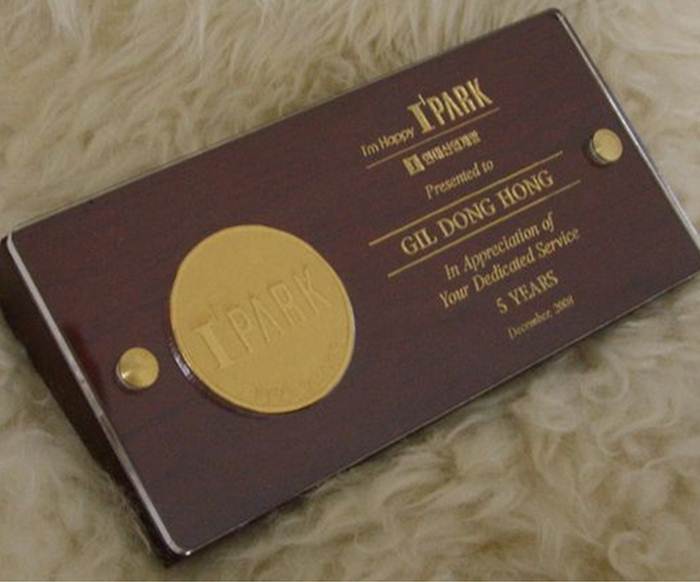 I'PARK
I'm Happy I'PARK
현대산업개발
Presented to
GIL DONG HONG
In Appreciation of
Your Dedicated Service
5 YEARS
December, 2008